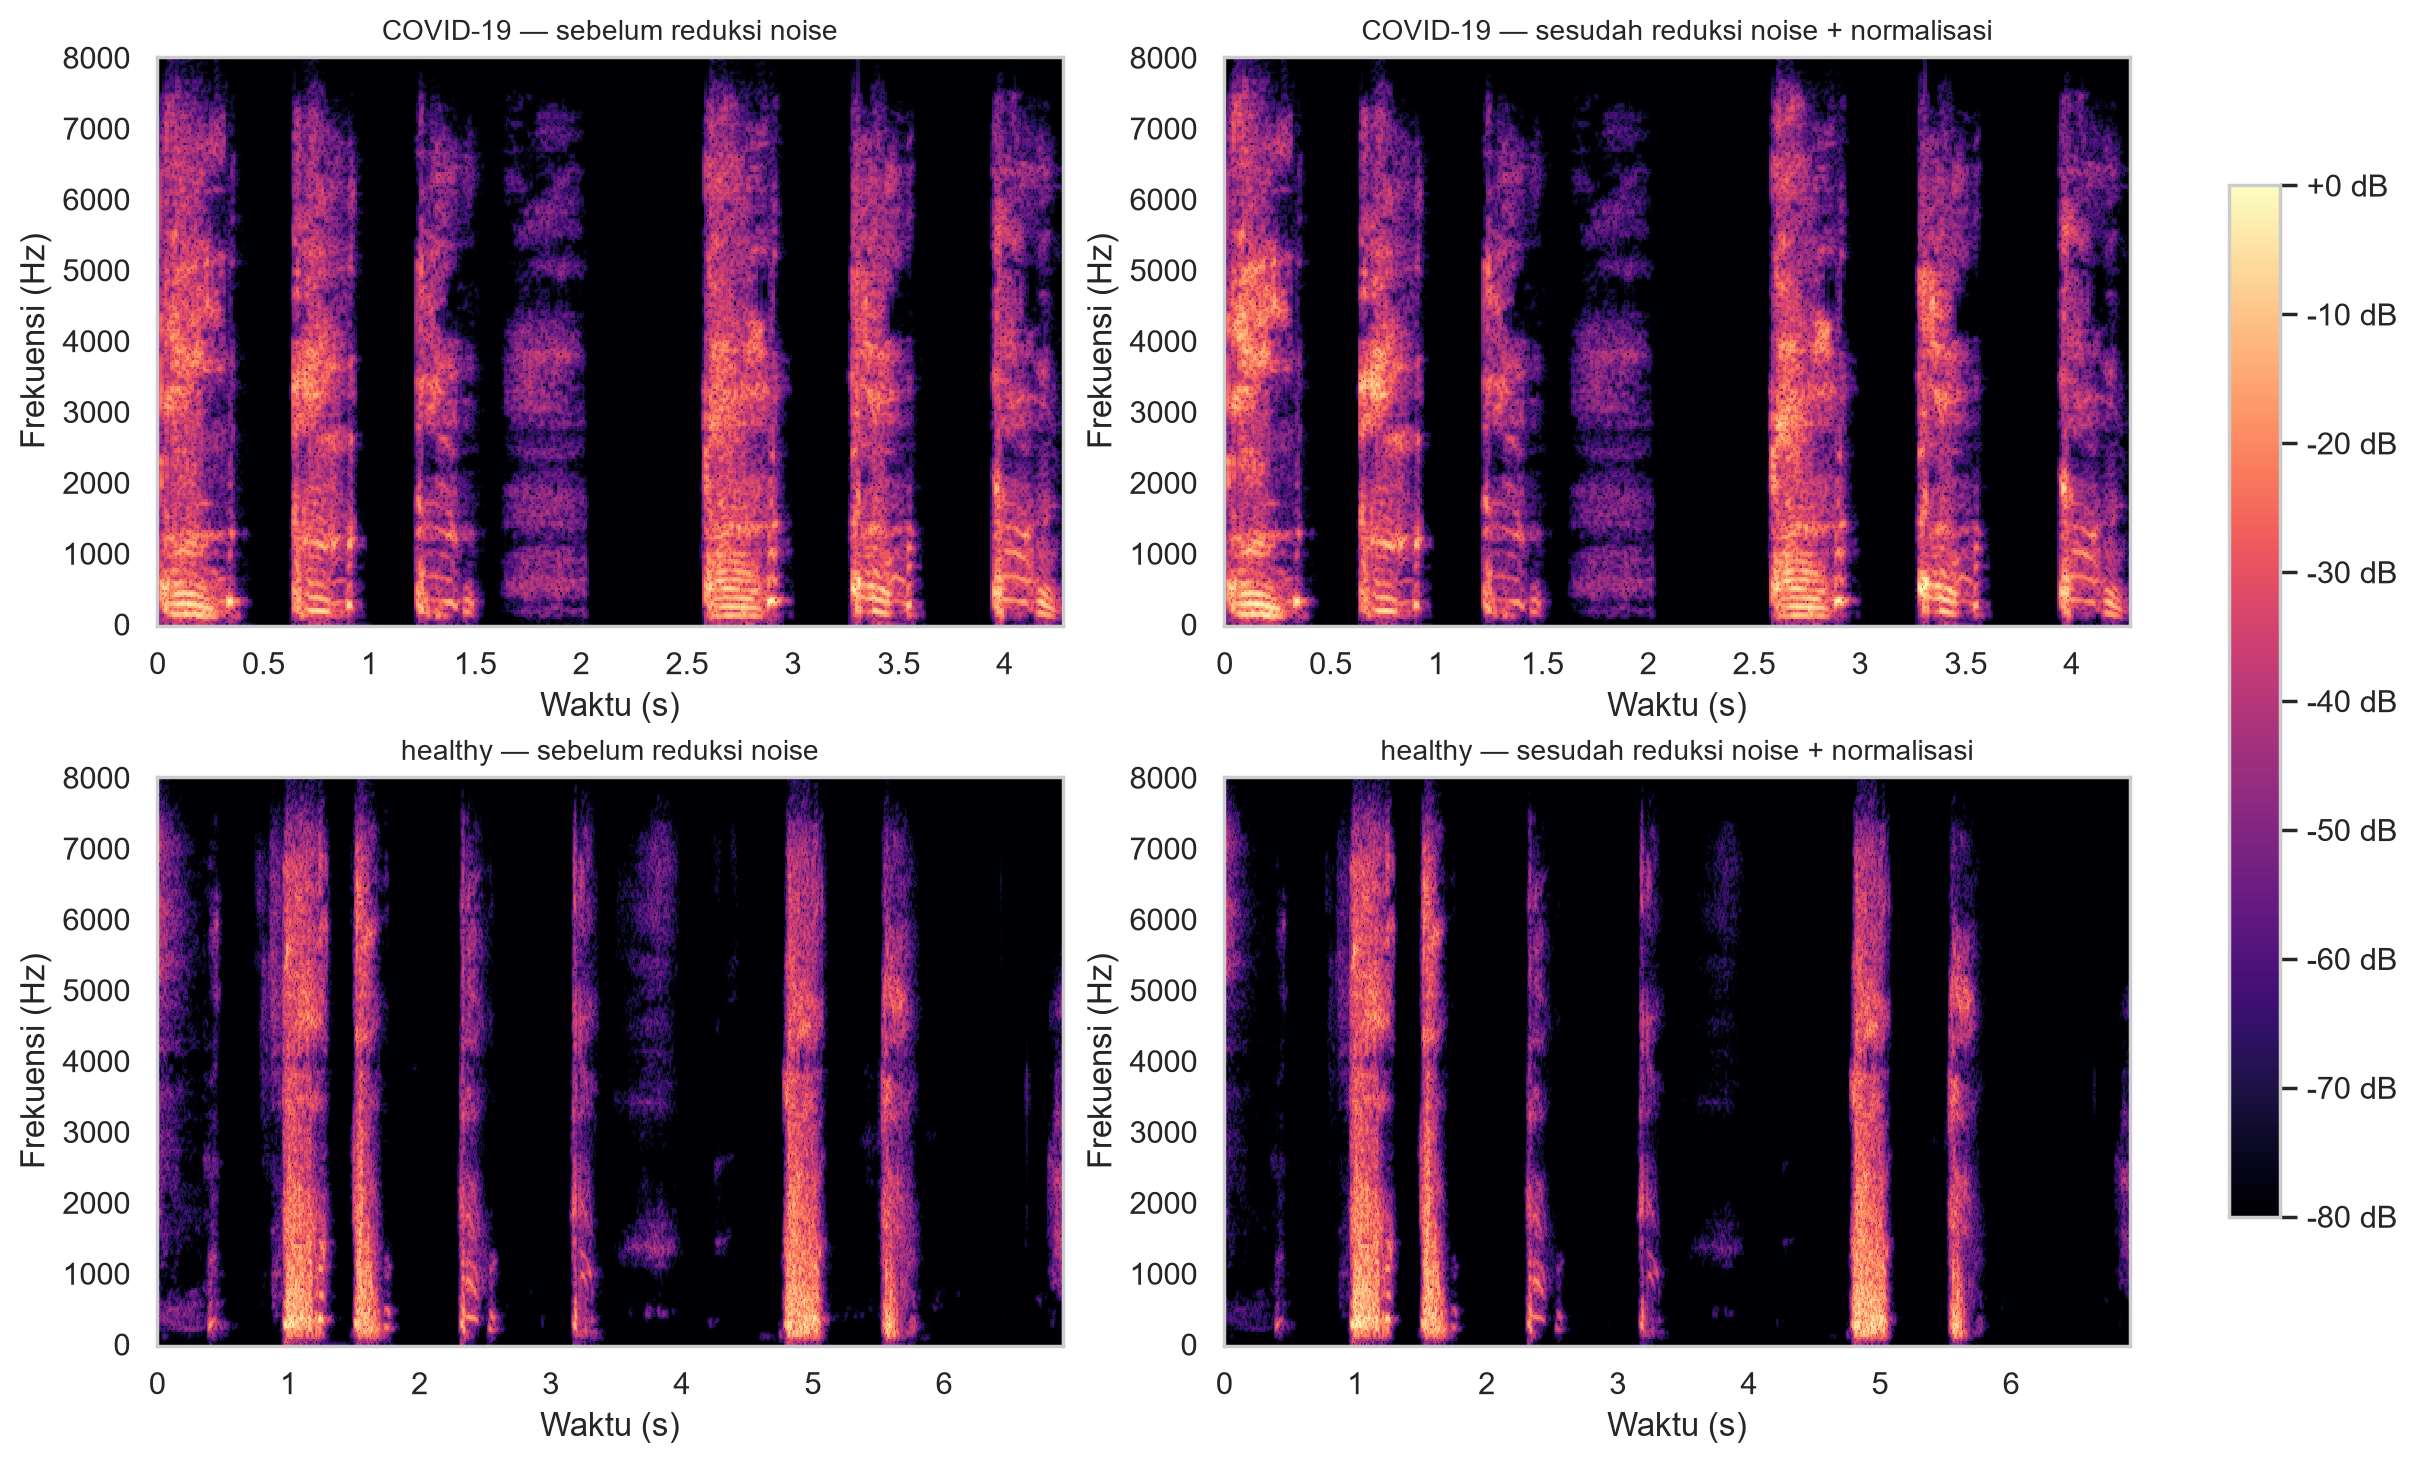 COVID-19 — sebelum reduksi noise
8000
7000
6000
5000
4000
3000
2000
1000
0
Frekuensi (Hz)
0 0.5 1 1.5 2 2.5 3 3.5 4
Waktu (s)
COVID-19 — sesudah reduksi noise + normalisasi
8000
7000
6000
5000
4000
3000
2000
1000
0
Frekuensi (Hz)
0 0.5 1 1.5 2 2.5 3 3.5 4
Waktu (s)
healthy — sebelum reduksi noise
8000
7000
6000
5000
4000
3000
2000
1000
0
Frekuensi (Hz)
0 1 2 3 4 5 6
Waktu (s)
healthy — sesudah reduksi noise + normalisasi
8000
7000
6000
5000
4000
3000
2000
1000
0
Frekuensi (Hz)
0 1 2 3 4 5 6
Waktu (s)
+0 dB
-10 dB
-20 dB
-30 dB
-40 dB
-50 dB
-60 dB
-70 dB
-80 dB